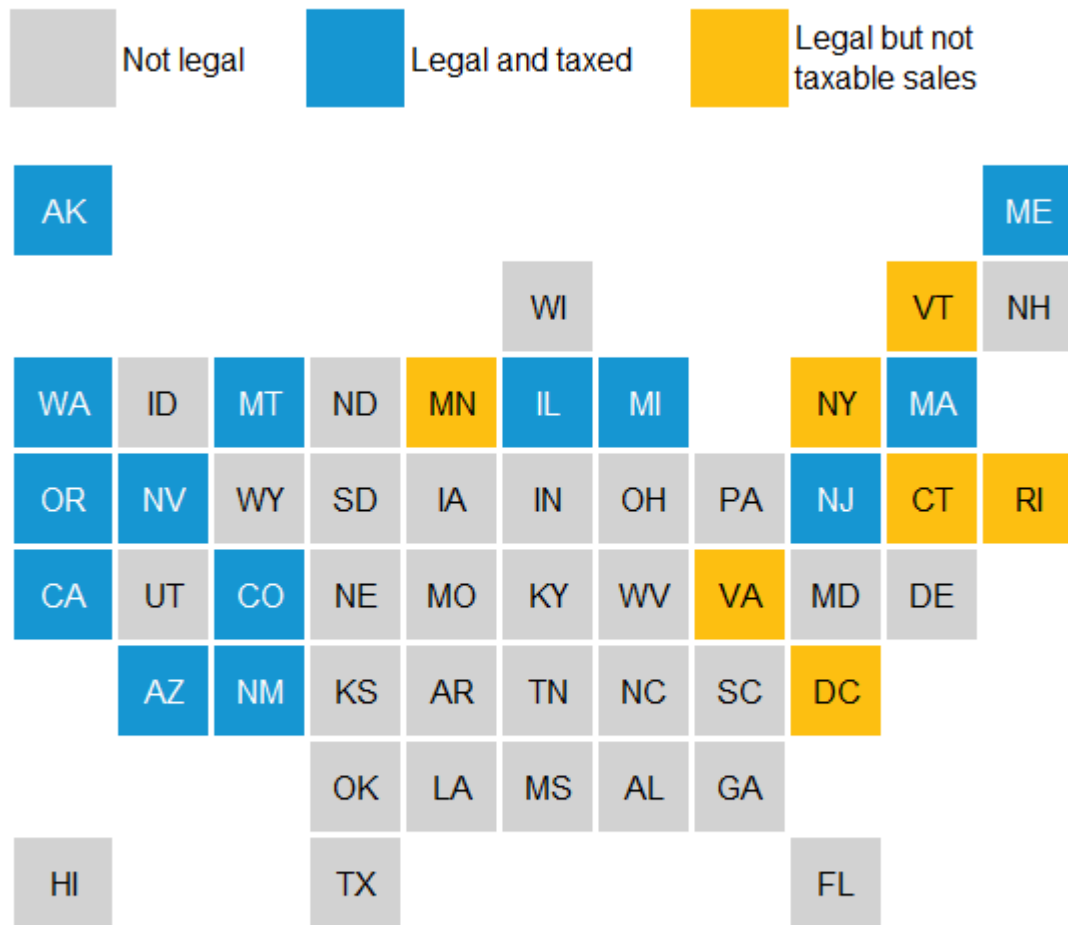 Not legal
Legal and taxed
Legal but not
taxable sales
AK ME
WI VT NH
WA ID MT ND MN IL MI NY MA
OR NV WY SD IA IN OH PA NJ CT RI
CA UT CO NE MO KY WV VA MD DE
AZ NM KS AR TN NC SC DC
OK LA MS AL GA
HI TX FL